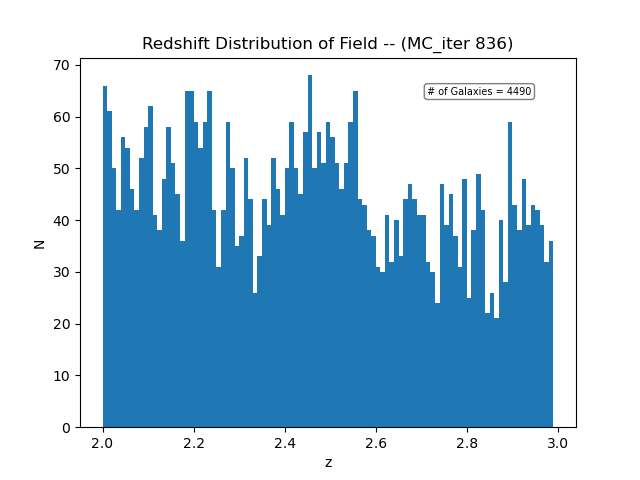 Redshift Distribution of Field -- (MC_iter 836)
# of Galaxies = 4490
70
60
50
40
30
20
10
0
N
2.0 2.2 2.4 2.6 2.8 3.0
z